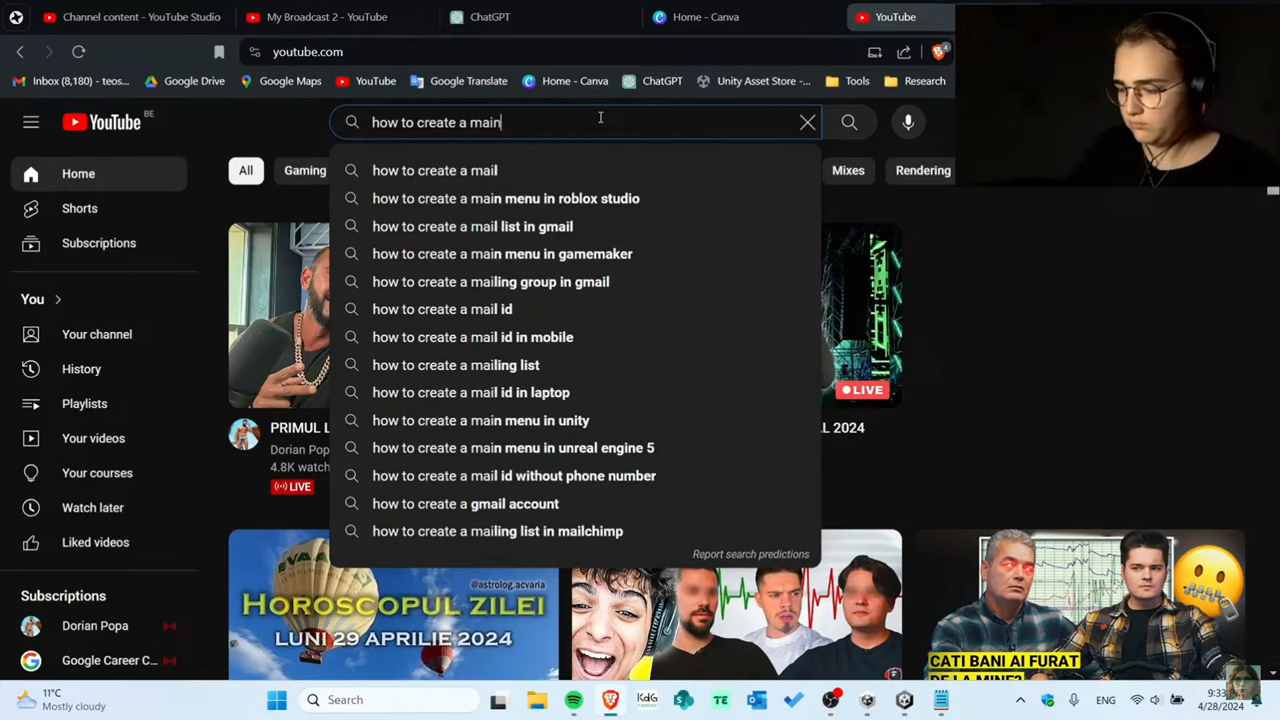 Channel content - YouTube Studio
My Broadcast 2 - YouTube
ChatGPT
Home - Canva
YouTube
youtube.com
4
Inbox (8,180) - teos...
Google Drive
Google Maps
YouTube
Google Translate
Home - Canva
ChatGPT
Unity Asset Store -...
Tools
Research
YouTube BE
how to create a main
Home
Shorts
Subscriptions
You
Your channel
History
Playlists
Your videos
Your courses
Watch later
Liked videos
Subscriptions
Dorian Popa
Google Career C...
All
Gaming
Mixes
Rendering
how to create a mail
how to create a main menu in roblox studio
how to create a mail list in gmail
how to create a main menu in gamemaker
how to create a mailing group in gmail
how to create a mail id
how to create a mail id in mobile
how to create a mailing list
how to create a mail id in laptop
how to create a main menu in unity
how to create a main menu in unreal engine 5
how to create a mail id without phone number
how to create a gmail account
how to create a mailing list in mailchimp
Report search predictions
LIVE
PRIMUL L
Dorian Popa
4.8K watch
LIVE
L 2024
@astrolog.acvaria
HOROSCOPUL ZILEI
LUNI 29 APRILIE 2024
CATI BANI AI FURAT
DE LA MINE?
11°C
Mostly cloudy
Search
KdG
TE
ENG
9:33 P
4/28/2024